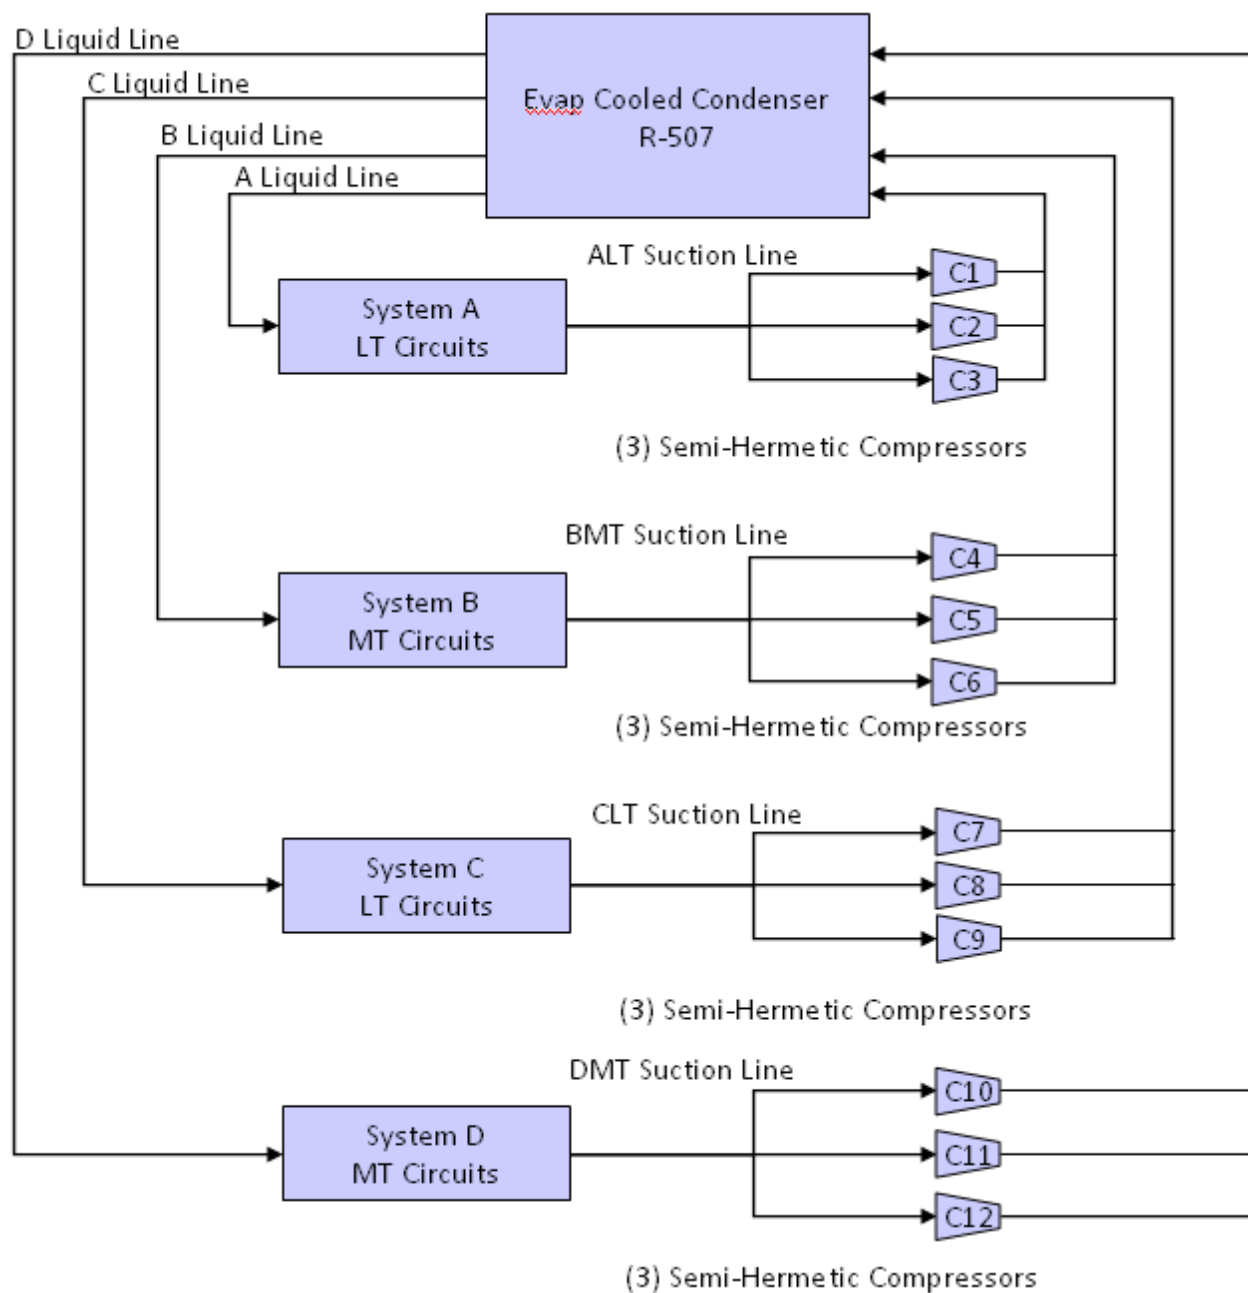 D Liquid Line
C Liquid Line
B Liquid Line
A Liquid Line
Evap Cooled Condenser
R-507
ALT Suction Line
System A
LT Circuits
C1
C2
C3
(3) Semi-Hermetic Compressors
BMT Suction Line
System B
MT Circuits
C4
C5
C6
(3) Semi-Hermetic Compressors
CLT Suction Line
System C
LT Circuits
C7
C8
C9
(3) Semi-Hermetic Compressors
DMT Suction Line
System D
MT Circuits
C10
C11
C12
(3) Semi-Hermetic Compressors